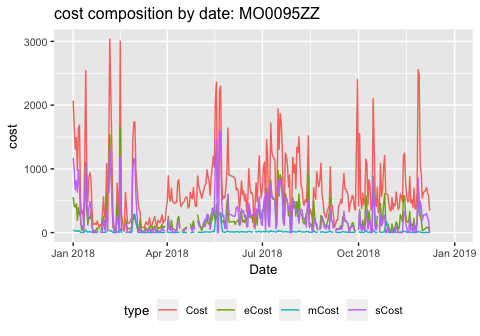 cost composition by date: MO0095ZZ
3000
2000
1000
0
cost
Jan 2018
Apr 2018
Jul 2018
Oct 2018
Jan 2019
Date
type
Cost
eCost
mCost
sCost